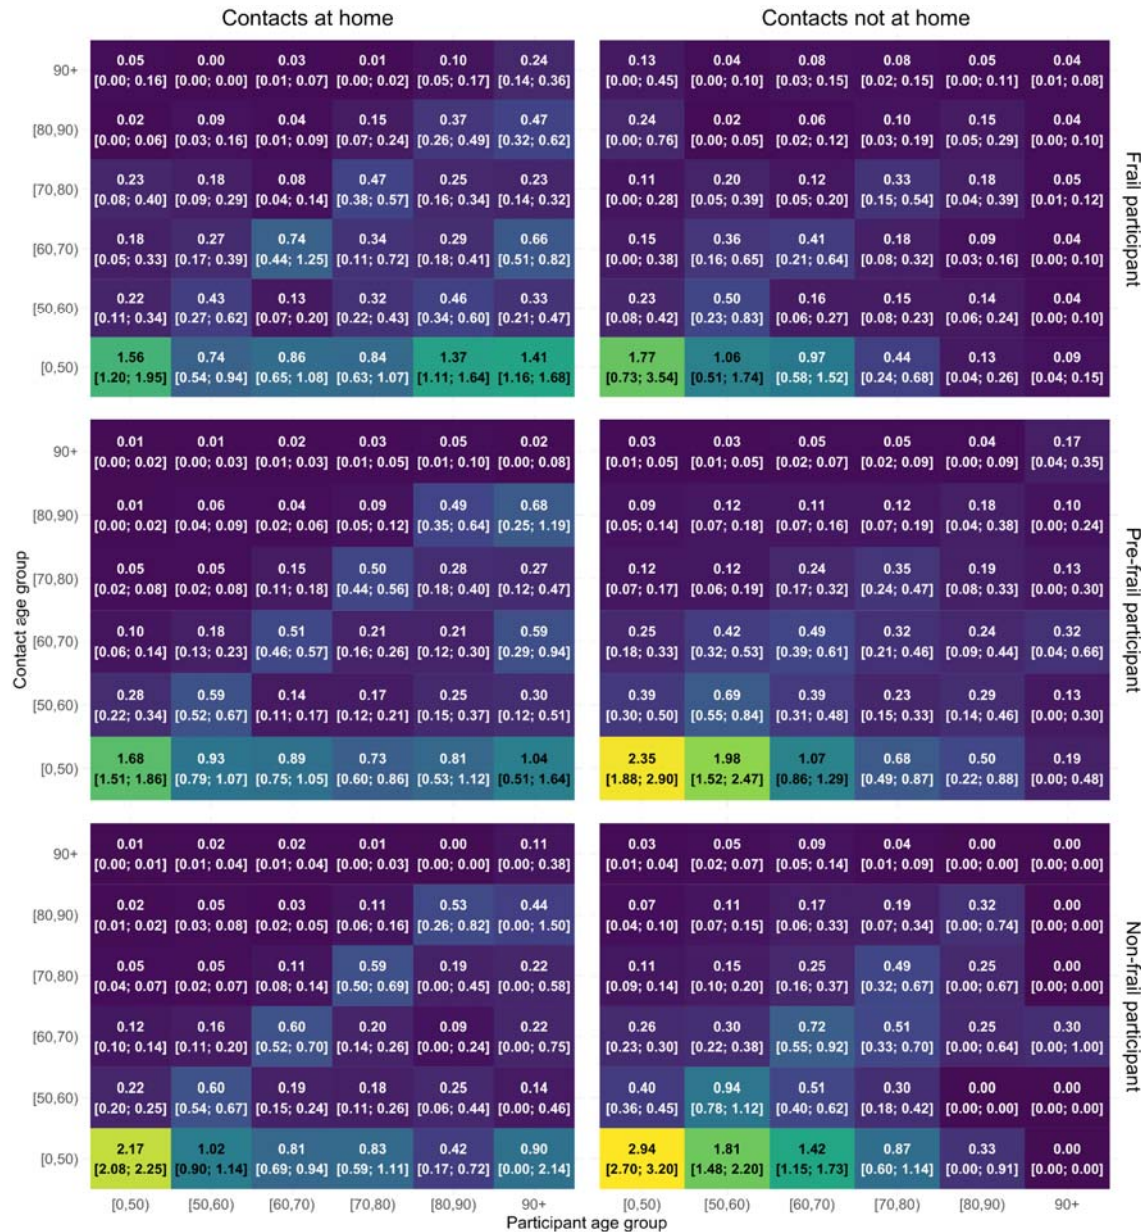 Contacts at home Contacts not at home
90+ 0.05 0.00 0.03 0.01 0.10 0.24 0.13 0.04 0.08 0.08 0.05 0.04
[0.00; 0.16] [0.00; 0.00] [0.01; 0.07] [0.00; 0.02] [0.05; 0.17] [0.14; 0.36] [0.00; 0.45] [0.00; 0.10] [0.03; 0.15] [0.02; 0.15] [0.00; 0.11] [0.01; 0.08]
[80,90) 0.02 0.09 0.04 0.15 0.37 0.47 0.24 0.02 0.06 0.10 0.15 0.04
[0.00; 0.06] [0.03; 0.16] [0.01; 0.09] [0.07; 0.24] [0.26; 0.49] [0.32; 0.62] [0.00; 0.76] [0.00; 0.05] [0.02; 0.12] [0.03; 0.19] [0.05; 0.29] [0.00; 0.10]
[70,80) 0.23 0.18 0.08 0.47 0.25 0.23 0.11 0.20 0.12 0.33 0.18 0.05
[0.08; 0.40] [0.09; 0.29] [0.04; 0.14] [0.38; 0.57] [0.16; 0.34] [0.14; 0.32] [0.00; 0.28] [0.05; 0.39] [0.05; 0.20] [0.15; 0.54] [0.04; 0.39] [0.01; 0.12]
[60,70) 0.18 0.27 0.74 0.34 0.29 0.66 0.15 0.36 0.41 0.18 0.09 0.04
[0.05; 0.33] [0.17; 0.39] [0.44; 1.25] [0.11; 0.72] [0.18; 0.41] [0.51; 0.82] [0.00; 0.38] [0.16; 0.65] [0.21; 0.64] [0.08; 0.32] [0.03; 0.16] [0.00; 0.10]
[50,60) 0.22 0.43 0.13 0.32 0.46 0.33 0.23 0.50 0.16 0.15 0.14 0.04
[0.11; 0.34] [0.27; 0.62] [0.07; 0.20] [0.22; 0.43] [0.34; 0.60] [0.21; 0.47] [0.08; 0.42] [0.23; 0.83] [0.06; 0.27] [0.08; 0.23] [0.06; 0.24] [0.00; 0.10]
[0,50) 1.56 0.74 0.86 0.84 1.37 1.41 1.77 1.06 0.97 0.44 0.13 0.09
[1.20; 1.95] [0.54; 0.94] [0.65; 1.08] [0.63; 1.07] [1.11; 1.64] [1.16; 1.68] [0.73; 3.54] [0.51; 1.74] [0.58; 1.52] [0.24; 0.68] [0.04; 0.26] [0.04; 0.15]
Frail participant
90+ 0.01 0.01 0.02 0.03 0.05 0.02 0.03 0.03 0.05 0.05 0.04 0.17
[0.00; 0.02] [0.00; 0.03] [0.01; 0.03] [0.01; 0.05] [0.01; 0.10] [0.00; 0.08] [0.01; 0.05] [0.01; 0.05] [0.02; 0.07] [0.02; 0.09] [0.00; 0.09] [0.04; 0.35]
[80,90) 0.01 0.06 0.04 0.09 0.49 0.68 0.09 0.12 0.11 0.12 0.18 0.10
[0.00; 0.02] [0.04; 0.09] [0.02; 0.06] [0.05; 0.12] [0.35; 0.64] [0.25; 1.19] [0.05; 0.14] [0.07; 0.18] [0.07; 0.16] [0.07; 0.19] [0.04; 0.38] [0.00; 0.24]
[70,80) 0.05 0.05 0.15 0.50 0.28 0.27 0.12 0.12 0.24 0.35 0.19 0.13
[0.02; 0.08] [0.02; 0.08] [0.11; 0.18] [0.44; 0.56] [0.18; 0.40] [0.12; 0.47] [0.07; 0.17] [0.06; 0.19] [0.17; 0.32] [0.24; 0.47] [0.08; 0.33] [0.00; 0.30]
[60,70) 0.10 0.18 0.51 0.21 0.21 0.59 0.25 0.42 0.49 0.32 0.24 0.32
[0.06; 0.14] [0.13; 0.23] [0.46; 0.57] [0.16; 0.26] [0.12; 0.30] [0.29; 0.94] [0.18; 0.33] [0.32; 0.53] [0.39; 0.61] [0.21; 0.46] [0.09; 0.44] [0.04; 0.66]
[50,60) 0.28 0.59 0.14 0.17 0.25 0.30 0.39 0.69 0.39 0.23 0.29 0.13
[0.22; 0.34] [0.52; 0.67] [0.11; 0.17] [0.12; 0.21] [0.15; 0.37] [0.12; 0.51] [0.30; 0.50] [0.55; 0.84] [0.31; 0.48] [0.15; 0.33] [0.14; 0.46] [0.00; 0.30]
[0,50) 1.68 0.93 0.89 0.73 0.81 1.04 2.35 1.98 1.07 0.68 0.50 0.19
[1.51; 1.86] [0.79; 1.07] [0.75; 1.05] [0.60; 0.86] [0.53; 1.12] [0.51; 1.64] [1.88; 2.90] [1.52; 2.47] [0.86; 1.29] [0.49; 0.87] [0.22; 0.88] [0.00; 0.48]
Pre-frail participant
Contact age group
90+ 0.01 0.02 0.02 0.01 0.00 0.11 0.03 0.05 0.09 0.04 0.00 0.00
[0.00; 0.01] [0.01; 0.04] [0.01; 0.04] [0.00; 0.03] [0.00; 0.00] [0.00; 0.38] [0.01; 0.04] [0.02; 0.07] [0.05; 0.14] [0.01; 0.09] [0.00; 0.00] [0.00; 0.00]
[80,90) 0.02 0.05 0.03 0.11 0.53 0.44 0.07 0.11 0.17 0.19 0.32 0.00
[0.01; 0.02] [0.03; 0.08] [0.02; 0.05] [0.06; 0.16] [0.26; 0.82] [0.00; 1.50] [0.04; 0.10] [0.07; 0.15] [0.06; 0.33] [0.07; 0.34] [0.00; 0.74] [0.00; 0.00]
[70,80) 0.05 0.05 0.11 0.59 0.19 0.22 0.11 0.15 0.25 0.49 0.25 0.00
[0.04; 0.07] [0.02; 0.07] [0.08; 0.14] [0.50; 0.69] [0.00; 0.45] [0.00; 0.58] [0.09; 0.14] [0.10; 0.20] [0.16; 0.37] [0.32; 0.67] [0.00; 0.67] [0.00; 0.00]
[60,70) 0.12 0.16 0.60 0.20 0.09 0.22 0.26 0.30 0.72 0.51 0.25 0.30
[0.10; 0.14] [0.11; 0.20] [0.52; 0.70] [0.14; 0.26] [0.00; 0.24] [0.00; 0.75] [0.23; 0.30] [0.22; 0.38] [0.55; 0.92] [0.33; 0.70] [0.00; 0.64] [0.00; 1.00]
[50,60) 0.22 0.60 0.19 0.18 0.25 0.14 0.40 0.94 0.51 0.30 0.00 0.00
[0.20; 0.25] [0.54; 0.67] [0.15; 0.24] [0.11; 0.26] [0.06; 0.44] [0.00; 0.46] [0.36; 0.45] [0.78; 1.12] [0.40; 0.62] [0.18; 0.42] [0.00; 0.00] [0.00; 0.00]
[0,50) 2.17 1.02 0.81 0.83 0.42 0.90 2.94 1.81 1.42 0.87 0.33 0.00
[2.08; 2.25] [0.90; 1.14] [0.69; 0.94] [0.59; 1.11] [0.17; 0.72] [0.00; 2.14] [2.70; 3.20] [1.48; 2.20] [1.15; 1.73] [0.60; 1.14] [0.00; 0.91] [0.00; 0.00]
Non-frail participant
[0,50) [50,60) [60,70) [70,80) [80,90) 90+ [0,50) [50,60) [60,70) [70,80) [80,90) 90+
Participant age group